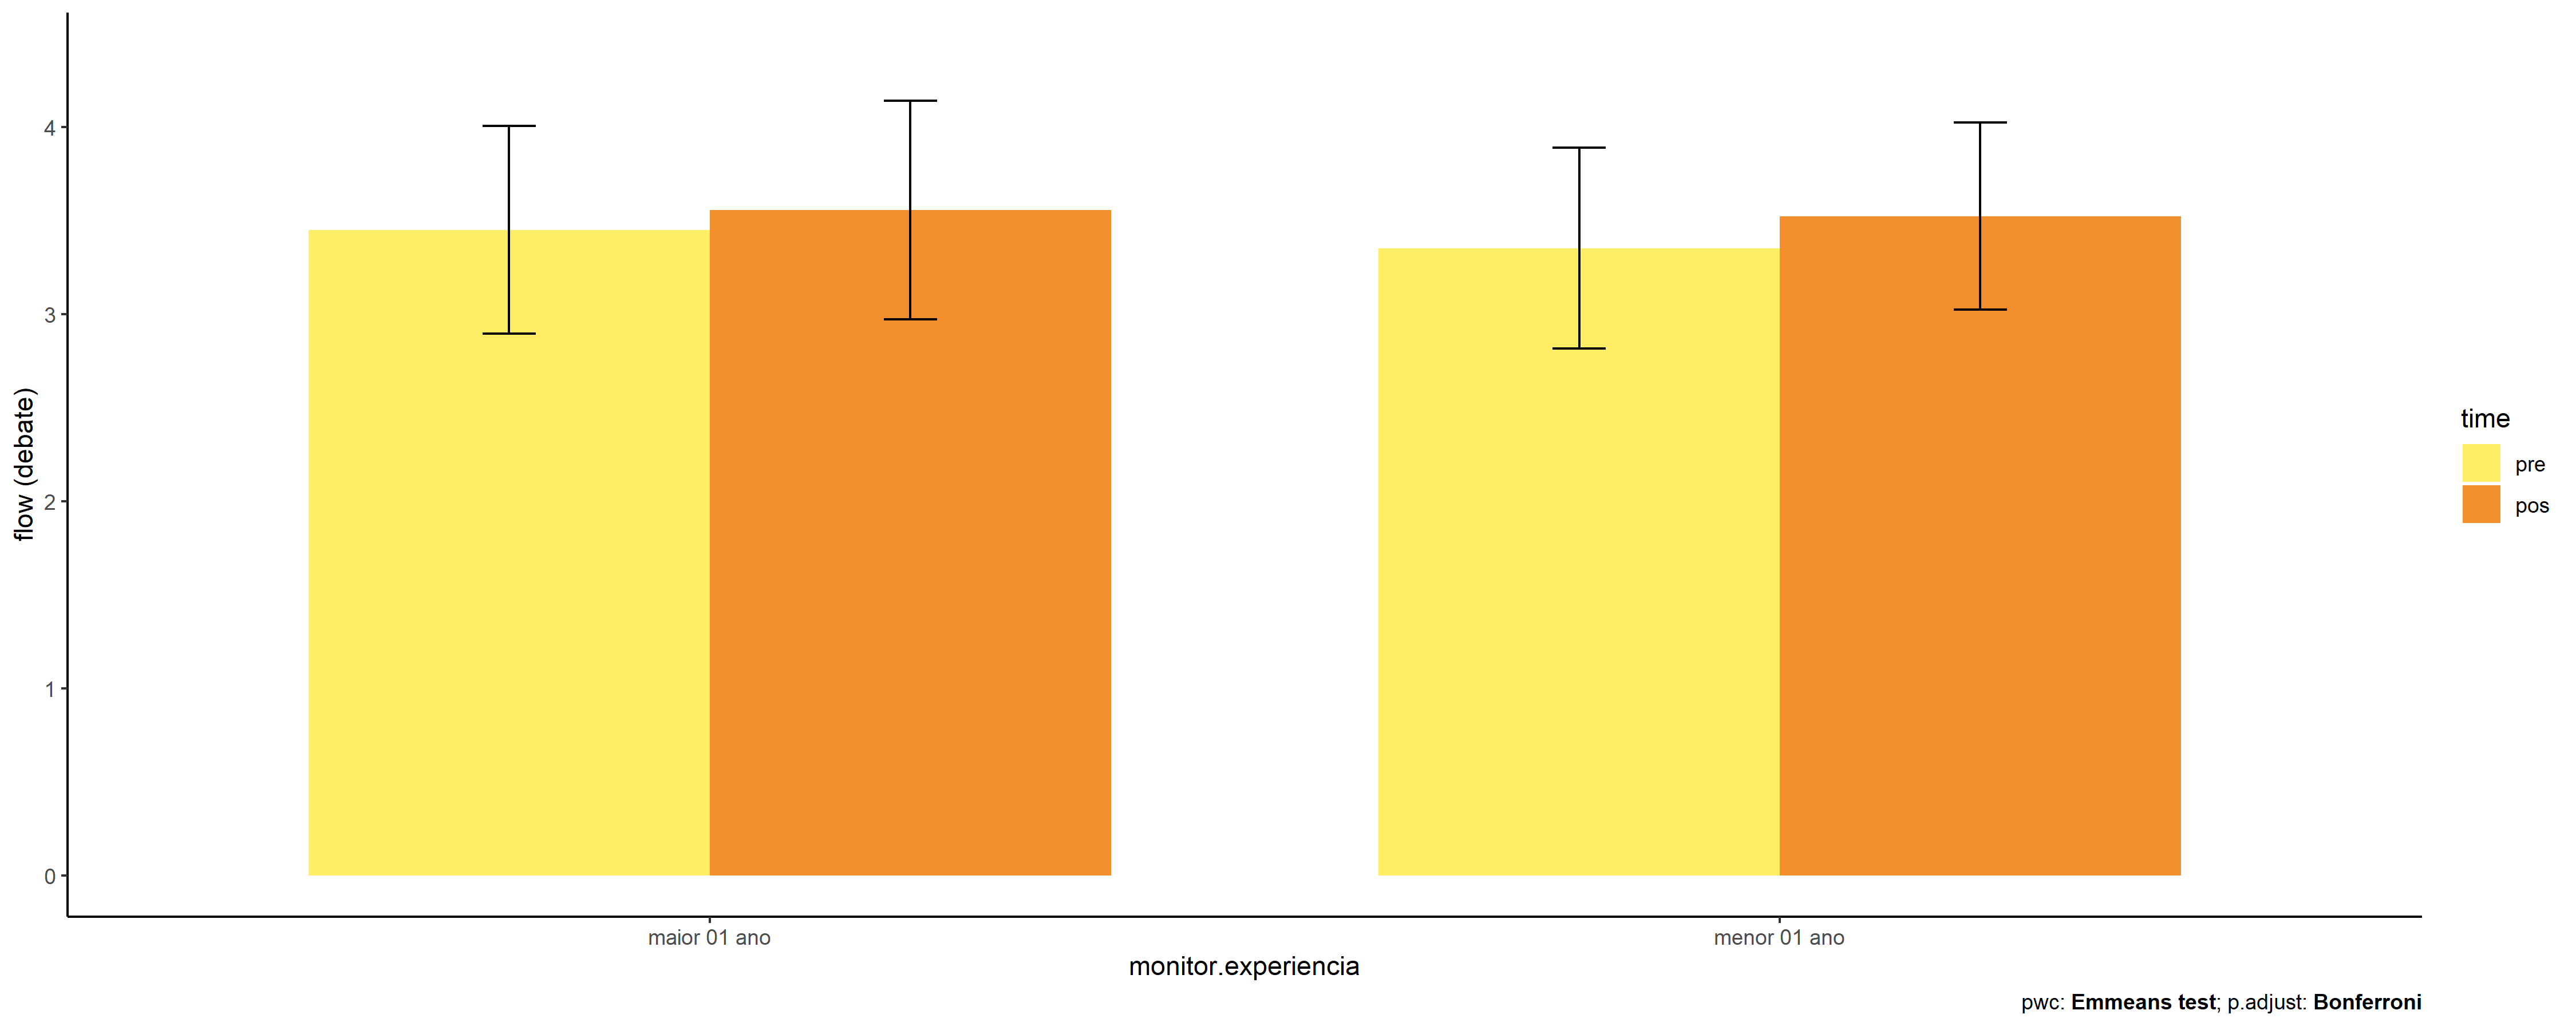 flow (debate)
4
3
2
1
0
maior 01 ano
menor 01 ano
monitor.experiencia
time
pre
pos
pwc: Emmeans test; p.adjust: Bonferroni